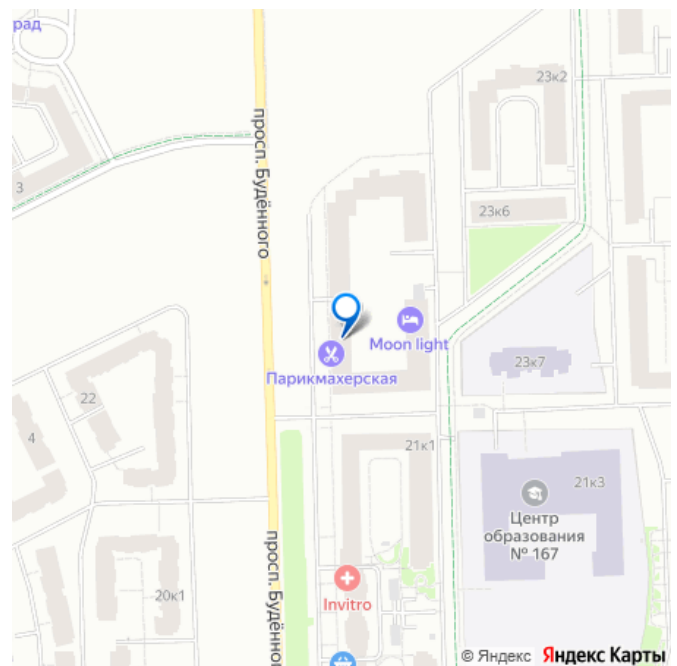 рад
23к2
просп. Будённого
3
23к6
Moon light
Парикмахерская
23к7
22
4
21к1
21к3
Центр
образования
№ 167
просп. Будённого
Invitro
20к1
© Яндекс Яндекс Карты